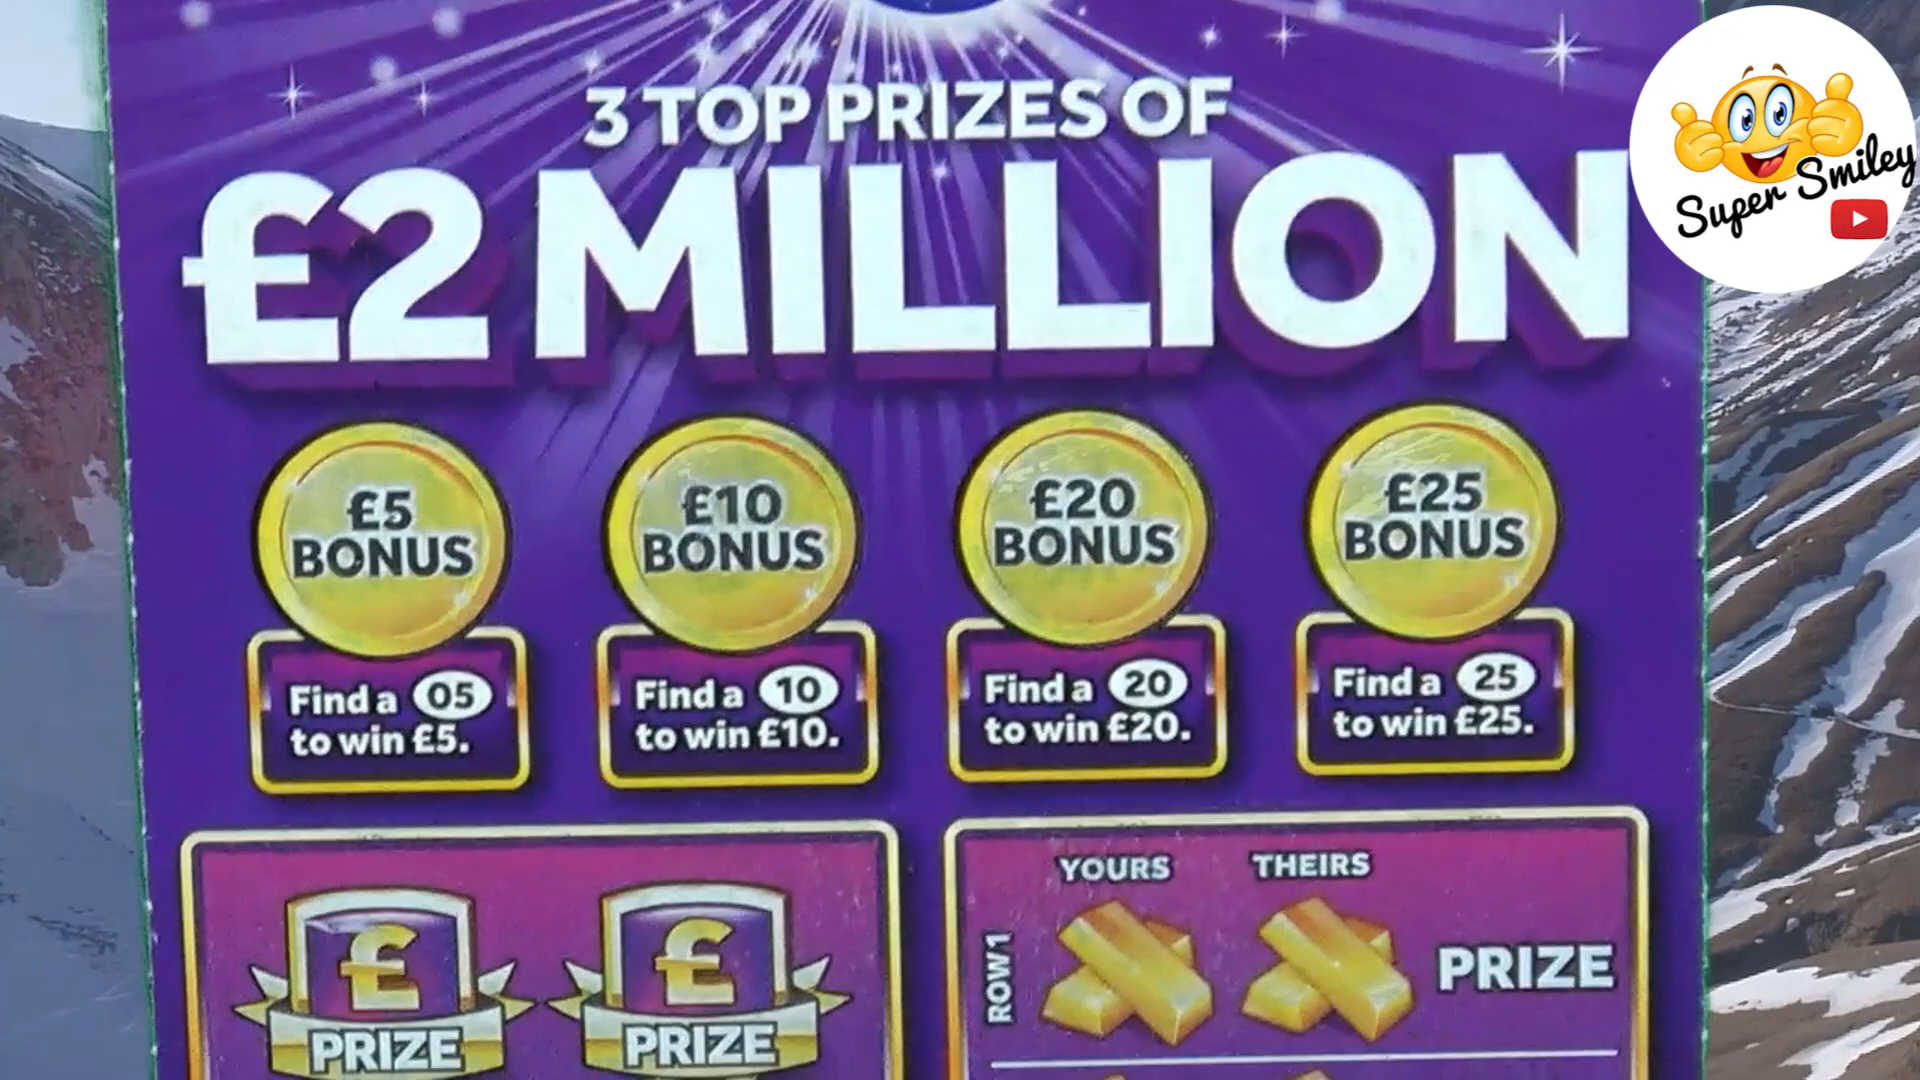 3 TOP PRIZES OF
£2 MILLION
Super Smiley
£5
BONUS
£10
BONUS
£20
BONUS
£25
BONUS
Find a 05
to win £5.
Find a 10
to win £10.
Find a 20
to win £20.
Find a 25
to win £25.
£
PRIZE
£
PRIZE
YOURS THEIRS
ROW 1
PRIZE